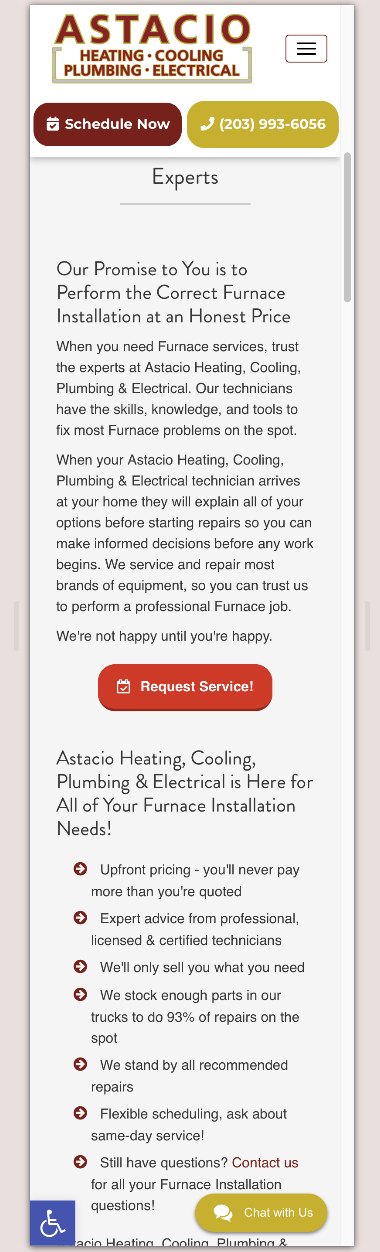 ASTACIO
HEATING · COOLING
PLUMBING · ELECTRICAL
Schedule Now
(203) 993-6056
Experts
Our Promise to You is to
Perform the Correct Furnace
Installation at an Honest Price
When you need Furnace services, trust
the experts at Astacio Heating, Cooling,
Plumbing & Electrical. Our technicians
have the skills, knowledge, and tools to
fix most Furnace problems on the spot.
When your Astacio Heating, Cooling,
Plumbing & Electrical technician arrives
at your home they will explain all of your
options before starting repairs so you can
make informed decisions before any work
begins. We service and repair most
brands of equipment, so you can trust us
to perform a professional Furnace job.
We're not happy until you're happy.
Request Service!
Astacio Heating, Cooling,
Plumbing & Electrical is Here for
All of Your Furnace Installation
Needs!
Upfront pricing - you'll never pay
more than you're quoted
Expert advice from professional,
licensed & certified technicians
We'll only sell you what you need
We stock enough parts in our
trucks to do 93% of repairs on the
spot
We stand by all recommended
repairs
Flexible scheduling, ask about
same-day service!
Still have questions? Contact us
for all your Furnace Installation
questions!
Chat with Us
tacio Heating, Cooling, Plumbing &